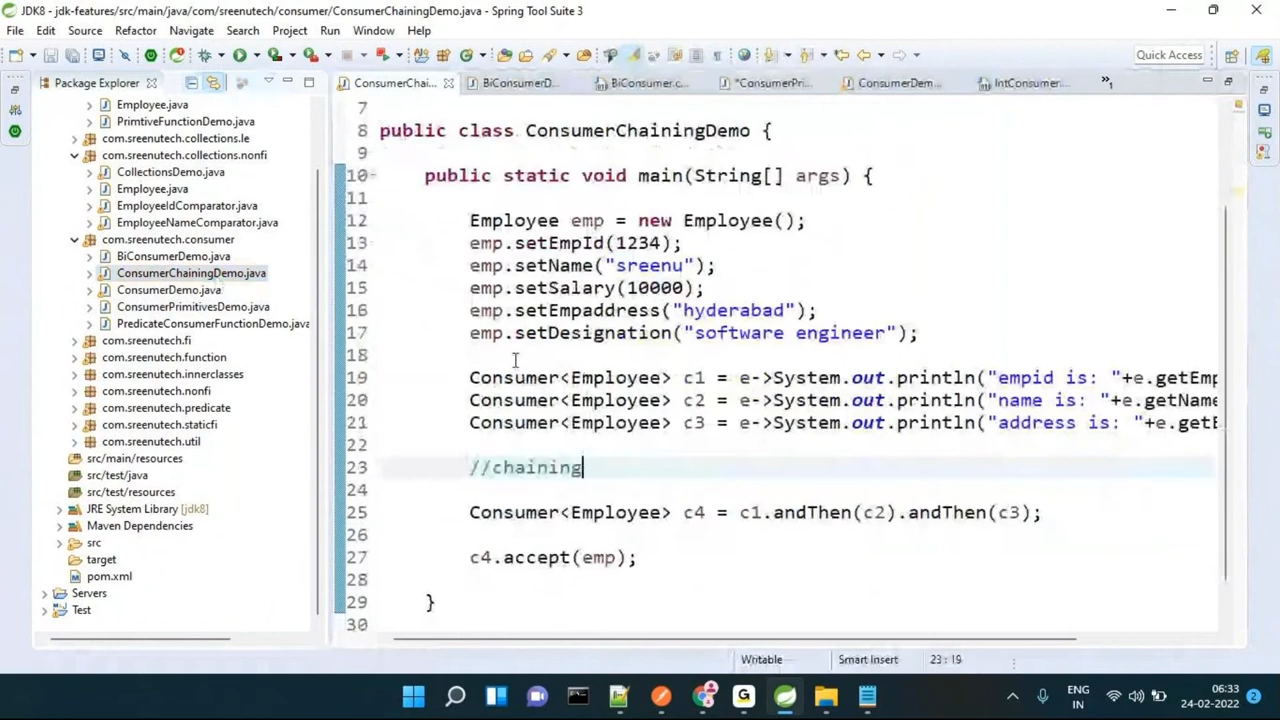 JDK8 - jdk-features/src/main/java/com/sreenutech/consumer/ConsumerChainingDemo.java - Spring Tool Suite 3
File Edit Source Refactor Navigate Search Project Run Window Help
Quick Access
Package Explorer
ConsumerChai... BiConsumerD... BiConsumer.c... *ConsumerPri... ConsumerDem... IntConsumer.... »1
Employee.java
PrimtiveFunctionDemo.java
com.sreenutech.collections.le
com.sreenutech.collections.nonfi
CollectionsDemo.java
Employee.java
EmployeeIdComparator.java
EmployeeNameComparator.java
com.sreenutech.consumer
BiConsumerDemo.java
ConsumerChainingDemo.java
ConsumerDemo.java
ConsumerPrimitivesDemo.java
PredicateConsumerFunctionDemo.java
com.sreenutech.fi
com.sreenutech.function
com.sreenutech.innerclasses
com.sreenutech.nonfi
com.sreenutech.predicate
com.sreenutech.staticfi
com.sreenutech.util
src/main/resources
src/test/java
src/test/resources
JRE System Library [jdk8]
Maven Dependencies
src
target
pom.xml
Servers
Test
7
8 public class ConsumerChainingDemo {
9
10 public static void main(String[] args) {
11
12 Employee emp = new Employee();
13 emp.setEmpId(1234);
14 emp.setName("sreenu");
15 emp.setSalary(10000);
16 emp.setEmpaddress("hyderabad");
17 emp.setDesignation("software engineer");
18
19 Consumer<Employee> c1 = e->System.out.println("empid is: "+e.getEmp
20 Consumer<Employee> c2 = e->System.out.println("name is: "+e.getName
21 Consumer<Employee> c3 = e->System.out.println("address is: "+e.getE
22
23 //chaining
24
25 Consumer<Employee> c4 = c1.andThen(c2).andThen(c3);
26
27 c4.accept(emp);
28
29 }
30
Writable Smart Insert 23 : 19
ENG
IN
06:33
24-02-2022
2